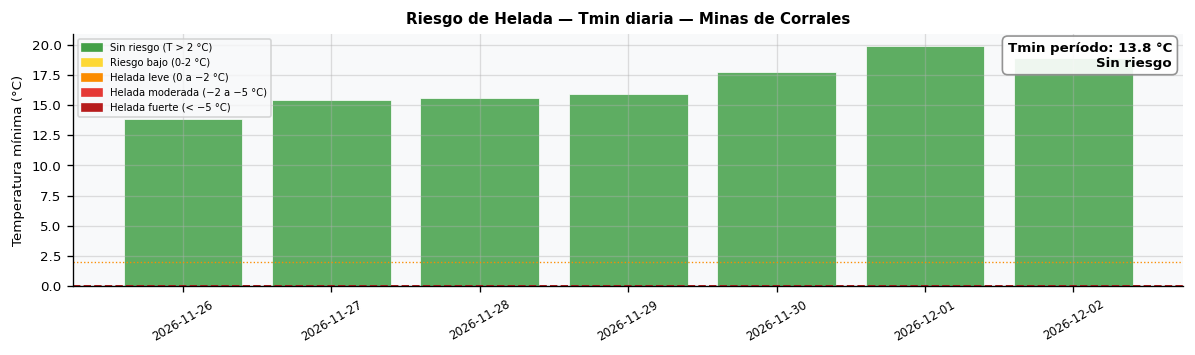 Riesgo de Helada — Tmin diaria — Minas de Corrales
Sin riesgo (T > 2 °C)
Riesgo bajo (0-2 °C)
Helada leve (0 a −2 °C)
Helada moderada (−2 a −5 °C)
Helada fuerte (< −5 °C)
Tmin período: 13.8 °C
Sin riesgo
Temperatura mínima (°C)
20.0
17.5
15.0
12.5
10.0
7.5
5.0
2.5
0.0
2026-11-26
2026-11-27
2026-11-28
2026-11-29
2026-11-30
2026-12-01
2026-12-02